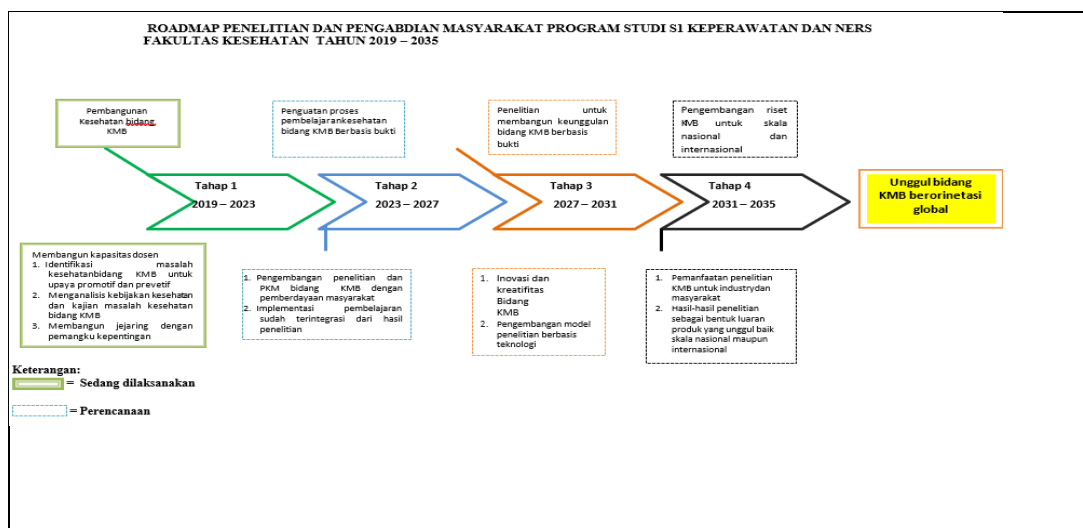 ROADMAP PENELITIAN DAN PENGABDIAN MASYARAKAT PROGRAM STUDI S1 KEPERAWATAN DAN NERS
FAKULTAS KESEHATAN TAHUN 2019 – 2035
Pembangunan
Kesehatan bidang
KMB
Penguatan proses
pembelajarankesehatan
bidang KMB Berbasis bukti
Penelitian untuk
membangun keunggulan
bidang KMB berbasis
bukti
Pengembangan riset
KMB untuk skala
nasional dan
internasional
Tahap 1
2019 – 2023
Tahap 2
2023 – 2027
Tahap 3
2027 – 2031
Tahap 4
2031 – 2035
Unggul bidang
KMB berorinetasi
global
Membangun kapasitas dosen
1. Identifikasi masalah
kesehatanbidang KMB untuk
upaya promotif dan prevetif
2. Menganalisis kebijakan kesehatan
dan kajian masalah kesehatan
bidang KMB
3. Membangun jejaring dengan
pemangku kepentingan
1. Pengembangan penelitian dan
PKM bidang KMB dengan
pemberdayaan masyarakat
2. Implementasi pembelajaran
sudah terintegrasi dari hasil
penelitian
1. Inovasi dan
kreatifitas
Bidang
KMB
2. Pengembangan model
penelitian berbasis
teknologi
1. Pemanfaatan penelitian
KMB untuk industrydan
masyarakat
2. Hasil-hasil penelitian
sebagai bentuk luaran
produk yang unggul baik
skala nasional maupun
internasional
Keterangan:
= Sedang dilaksanakan
= Perencanaan